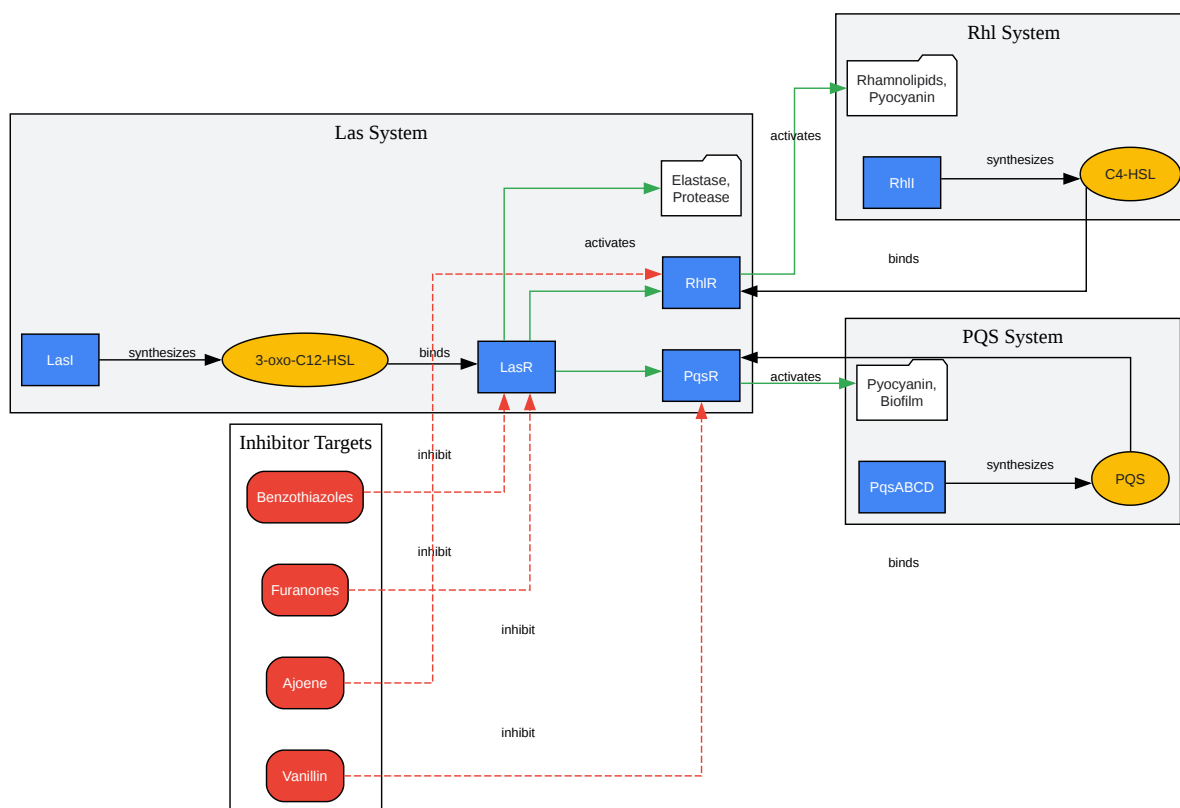 Rhl System
Rhamnolipids,
Pyocyanin
activates
RhlI
synthesizes
C4-HSL
binds
Las System
Elastase,
Protease
activates
RhlR
LasI
synthesizes
3-oxo-C12-HSL
binds
LasR
PqsR
activates
PQS System
Pyocyanin,
Biofilm
PqsABCD
synthesizes
PQS
binds
Inhibitor Targets
Benzothiazoles
inhibit
Furanones
inhibit
Ajoene
inhibit
Vanillin
inhibit